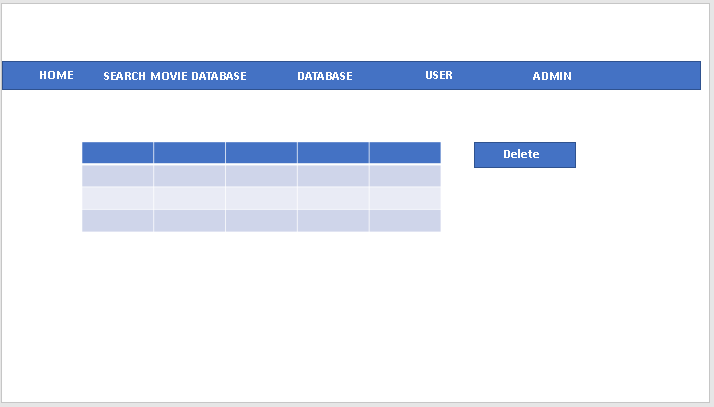 HOME SEARCH MOVIE DATABASE DATABASE USER ADMIN
Delete